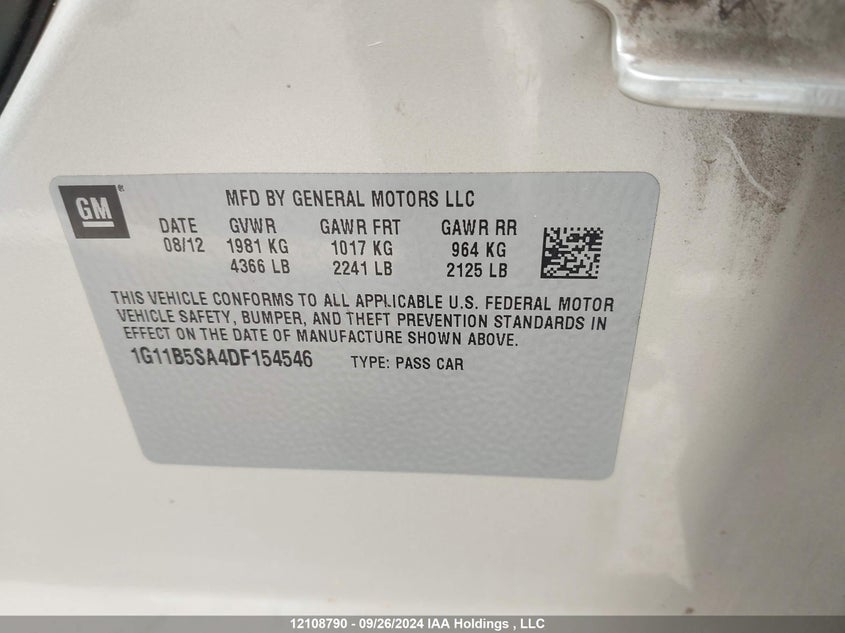 GM
MFD BY GENERAL MOTORS LLC
DATE GVWR GAWR FRT GAWR RR
08/12 1981 KG 1017 KG 964 KG
4366 LB 2241 LB 2125 LB
THIS VEHICLE CONFORMS TO ALL APPLICABLE U.S. FEDERAL MOTOR
VEHICLE SAFETY, BUMPER, AND THEFT PREVENTION STANDARDS IN
EFFECT ON THE DATE OF MANUFACTURE SHOWN ABOVE.
1G11B5SA4DF154546 TYPE: PASS CAR
12108790 - 09/26/2024 IAA Holdings , LLC